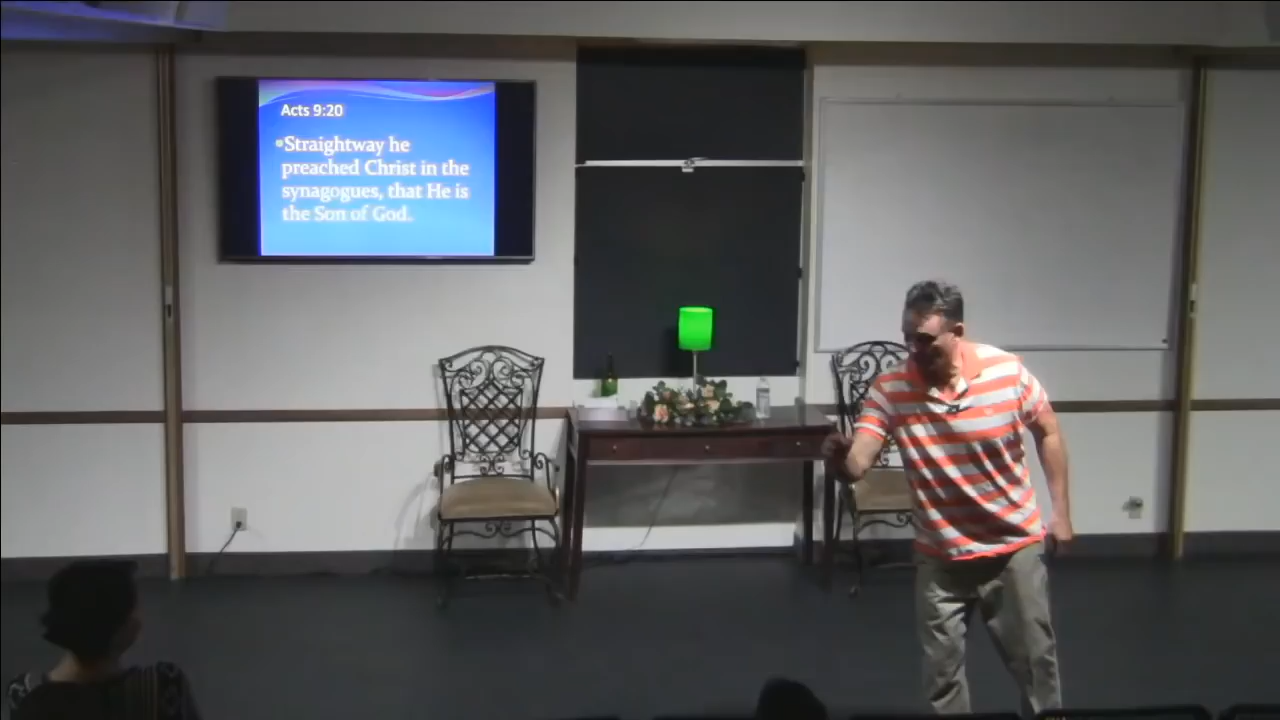 Acts 9:20
Straightway he
preached Christ in the
synagogues, that He is
the Son of God.